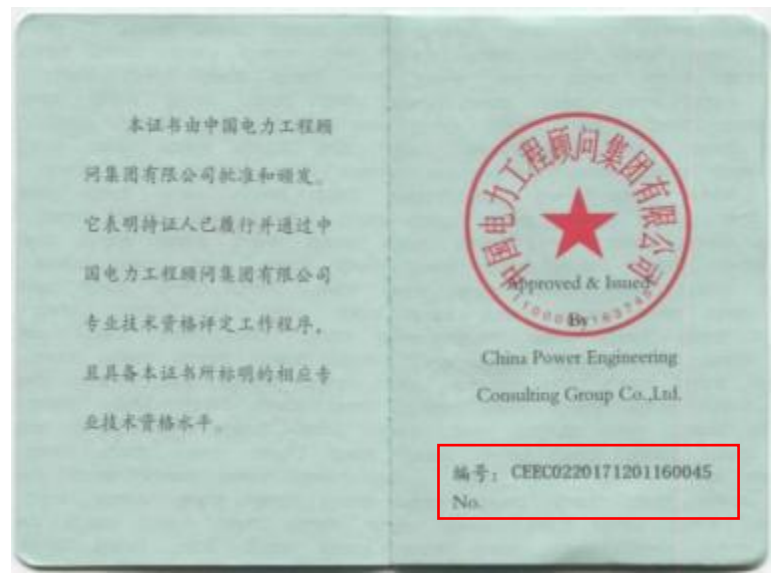 本证书由中国电力工程顾
问集团有限公司批准和颁发。
它表明持证人已履行并通过中
国电力工程顾问集团有限公司
专业技术资格评定工作程序，
且具备本证书所标明的相应专
业技术资格水平。
中国电力工程顾问集团有限公司
Approved & Issued
By
China Power Engineering
Consulting Group Co.,Ltd.
编号：CEEC0220171201160045
No.